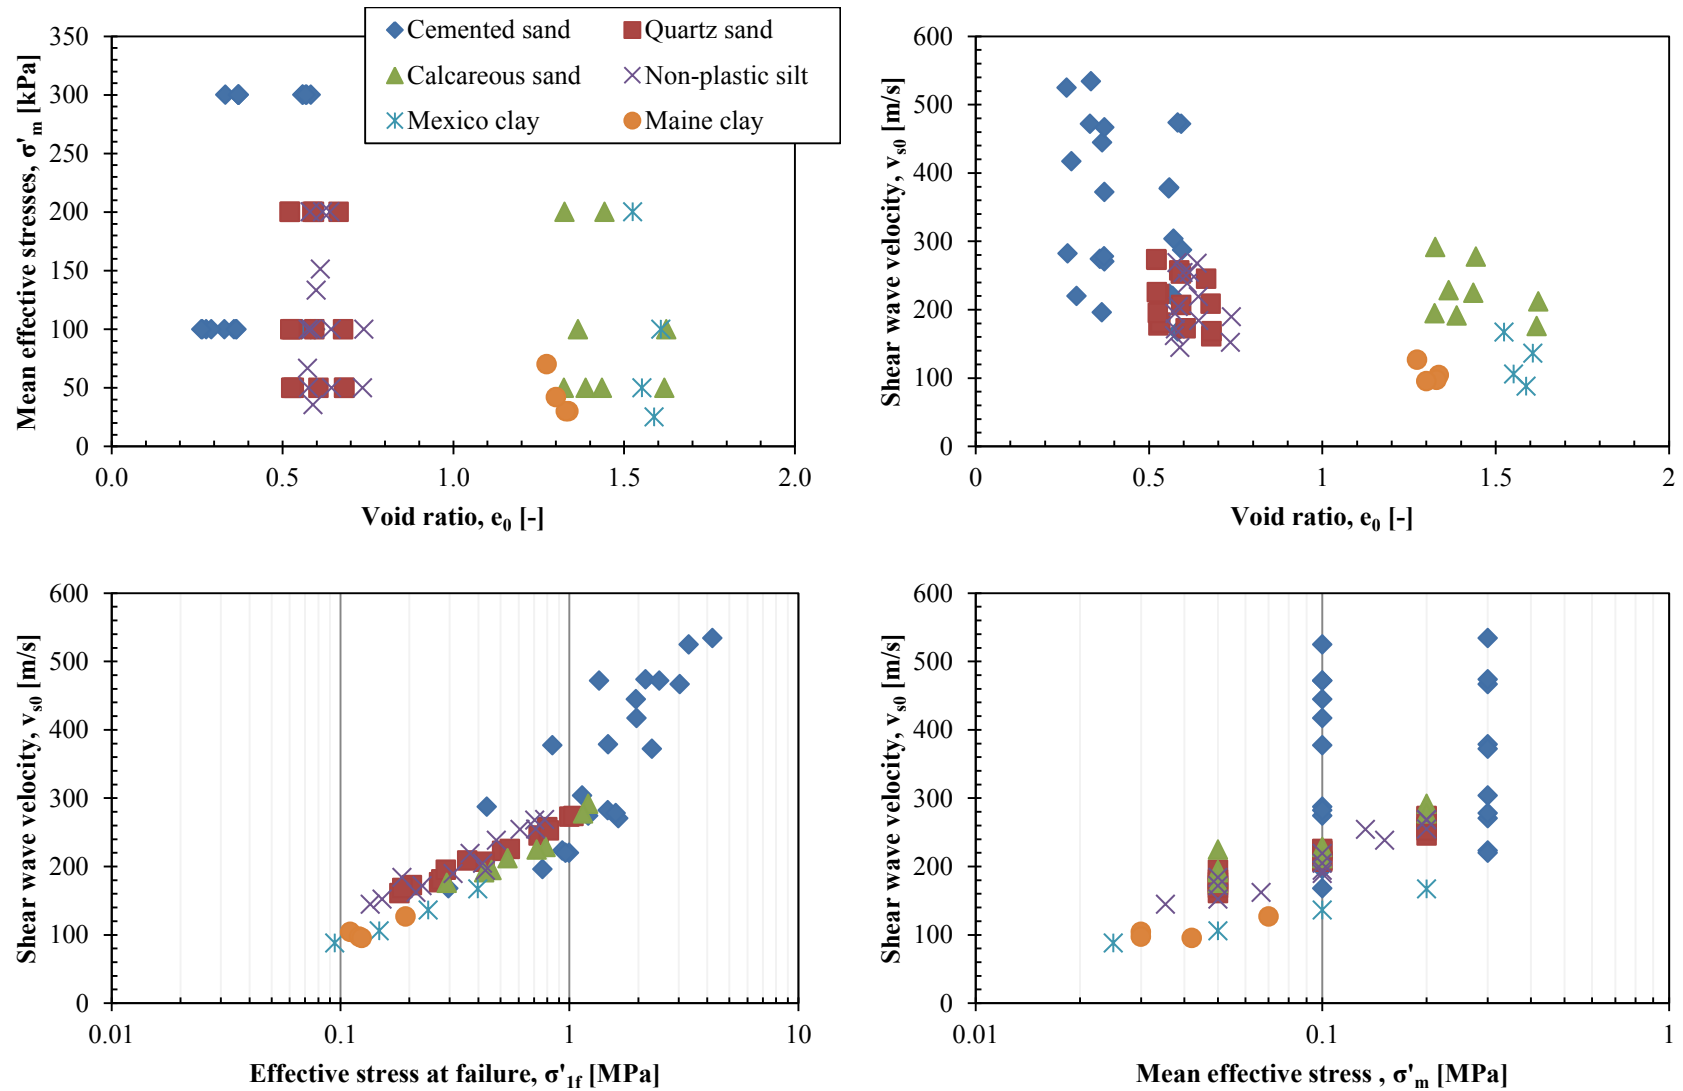 Cemented sand
Quartz sand
Calcareous sand
Non-plastic silt
Mexico clay
Maine clay
350
300
250
200
150
100
50
0
Mean effective stresses, σ'm [kPa]
0.0 0.5 1.0 1.5 2.0
Void ratio, e0 [-]
600
500
400
300
200
100
0
Shear wave velocity, vs0 [m/s]
0 0.5 1 1.5 2
Void ratio, e0 [-]
600
500
400
300
200
100
0
Shear wave velocity, vs0 [m/s]
0.01 0.1 1 10
Effective stress at failure, σ'1f [MPa]
600
500
400
300
200
100
0
Shear wave velocity, vs0 [m/s]
0.01 0.1 1
Mean effective stress , σ'm [MPa]